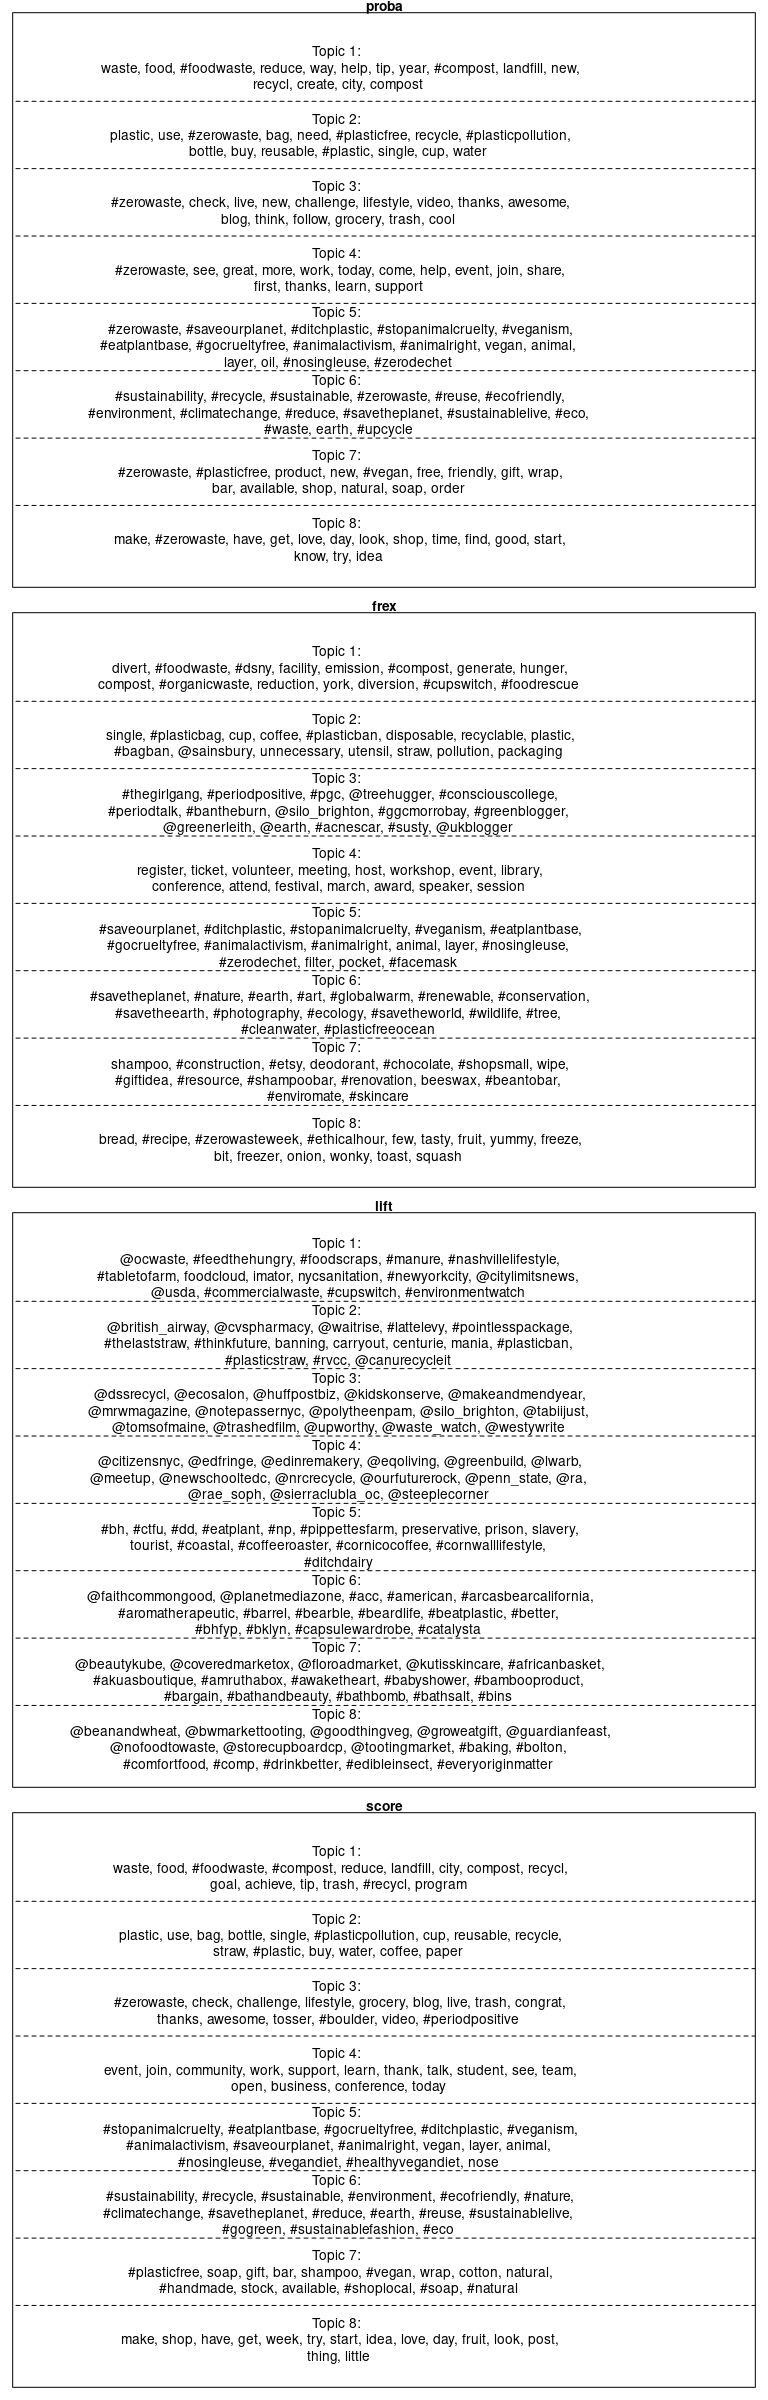 proba
Topic 1:
waste, food, #foodwaste, reduce, way, help, tip, year, #compost, landfill, new,
recycl, create, city, compost
Topic 2:
plastic, use, #zerowaste, bag, need, #plasticfree, recycle, #plasticpollution,
bottle, buy, reusable, #plastic, single, cup, water
Topic 3:
#zerowaste, check, live, new, challenge, lifestyle, video, thanks, awesome,
blog, think, follow, grocery, trash, cool
Topic 4:
#zerowaste, see, great, more, work, today, come, help, event, join, share,
first, thanks, learn, support
Topic 5:
#zerowaste, #saveourplanet, #ditchplastic, #stopanimalcruelty, #veganism,
#eatplantbase, #gocrueltyfree, #animalactivism, #animalright, vegan, animal,
layer, oil, #nosingleuse, #zerodechet
Topic 6:
#sustainability, #recycle, #sustainable, #zerowaste, #reuse, #ecofriendly,
#environment, #climatechange, #reduce, #savetheplanet, #sustainablelive, #eco,
#waste, earth, #upcycle
Topic 7:
#zerowaste, #plasticfree, product, new, #vegan, free, friendly, gift, wrap,
bar, available, shop, natural, soap, order
Topic 8:
make, #zerowaste, have, get, love, day, look, shop, time, find, good, start,
know, try, idea
frex
Topic 1:
divert, #foodwaste, #dsny, facility, emission, #compost, generate, hunger,
compost, #organicwaste, reduction, york, diversion, #cupswitch, #foodrescue
Topic 2:
single, #plasticbag, cup, coffee, #plasticban, disposable, recyclable, plastic,
#bagban, @sainsbury, unnecessary, utensil, straw, pollution, packaging
Topic 3:
#thegirlgang, #periodpositive, #pgc, @treehugger, #consciouscollege,
#periodtalk, #bantheburn, @silo_brighton, #ggcmorrobay, #greenblogger,
@greenerleith, @earth, #acnescar, #susty, @ukblogger
Topic 4:
register, ticket, volunteer, meeting, host, workshop, event, library,
conference, attend, festival, march, award, speaker, session
Topic 5:
#saveourplanet, #ditchplastic, #stopanimalcruelty, #veganism, #eatplantbase,
#gocrueltyfree, #animalactivism, #animalright, animal, layer, #nosingleuse,
#zerodechet, filter, pocket, #facemask
Topic 6:
#savetheplanet, #nature, #earth, #art, #globalwarm, #renewable, #conservation,
#savetheearth, #photography, #ecology, #savetheworld, #wildlife, #tree,
#cleanwater, #plasticfreeocean
Topic 7:
shampoo, #construction, #etsy, deodorant, #chocolate, #shopsmall, wipe,
#giftidea, #resource, #shampoobar, #renovation, beeswax, #beantobar,
#enviromate, #skincare
Topic 8:
bread, #recipe, #zerowasteweek, #ethicalhour, few, tasty, fruit, yummy, freeze,
bit, freezer, onion, wonky, toast, squash
lift
Topic 1:
@ocwaste, #feedthehungry, #foodscraps, #manure, #nashvillelifestyle,
#tabletofarm, foodcloud, imator, nycsanitation, #newyorkcity, @citylimitsnews,
@usda, #commercialwaste, #cupswitch, #environmentwatch
Topic 2:
@british_airway, @cvspharmacy, @waitrise, #lattelevy, #pointlesspackage,
#thelaststraw, #thinkfuture, banning, carryout, centurie, mania, #plasticban,
#plasticstraw, #rvcc, @canurecycleit
Topic 3:
@dssrecycl, @ecosalon, @huffpostbiz, @kidskonserve, @makeandmendyear,
@mrwmagazine, @notepassernyc, @polytheenpam, @silo_brighton, @tabiijust,
@tomsofmaine, @trashedfilm, @upworthy, @waste_watch, @westywrite
Topic 4:
@citizensnyc, @edfringe, @edinremakery, @eqoliving, @greenbuild, @lwarb,
@meetup, @newschooltedc, @nrcrecycle, @ourfuturerock, @penn_state, @ra,
@rae_soph, @sierraclubla_oc, @steeplecorner
Topic 5:
#bh, #ctfu, #dd, #eatplant, #np, #pippettesfarm, preservative, prison, slavery,
tourist, #coastal, #coffeeroaster, #cornicocoffee, #cornwalllifestyle,
#ditchdairy
Topic 6:
@faithcommongood, @planetmediazone, #acc, #american, #arcasbearcalifornia,
#aromatherapeutic, #barrel, #bearble, #beardlife, #beatplastic, #better,
#bhfyp, #bklyn, #capsulewardrobe, #catalysta
Topic 7:
@beautykube, @coveredmarketox, @floroadmarket, @kutisskincare, #africanbasket,
#akuasboutique, #amruthabox, #awaketheart, #babyshower, #bambooproduct,
#bargain, #bathandbeauty, #bathbomb, #bathsalt, #bins
Topic 8:
@beanandwheat, @bwmarkettooting, @goodthingveg, @groweatgift, @guardianfeast,
@nofoodtowaste, @storecupboardcp, @tootingmarket, #baking, #bolton,
#comfortfood, #comp, #drinkbetter, #edibleinsect, #everyoriginmatter
score
Topic 1:
waste, food, #foodwaste, #compost, reduce, landfill, city, compost, recycl,
goal, achieve, tip, trash, #recycl, program
Topic 2:
plastic, use, bag, bottle, single, #plasticpollution, cup, reusable, recycle,
straw, #plastic, buy, water, coffee, paper
Topic 3:
#zerowaste, check, challenge, lifestyle, grocery, blog, live, trash, congrat,
thanks, awesome, tosser, #boulder, video, #periodpositive
Topic 4:
event, join, community, work, support, learn, thank, talk, student, see, team,
open, business, conference, today
Topic 5:
#stopanimalcruelty, #eatplantbase, #gocrueltyfree, #ditchplastic, #veganism,
#animalactivism, #saveourplanet, #animalright, vegan, layer, animal,
#nosingleuse, #vegandiet, #healthyvegandiet, nose
Topic 6:
#sustainability, #recycle, #sustainable, #environment, #ecofriendly, #nature,
#climatechange, #savetheplanet, #reduce, #earth, #reuse, #sustainablelive,
#gogreen, #sustainablefashion, #eco
Topic 7:
#plasticfree, soap, gift, bar, shampoo, #vegan, wrap, cotton, natural,
#handmade, stock, available, #shoplocal, #soap, #natural
Topic 8:
make, shop, have, get, week, try, start, idea, love, day, fruit, look, post,
thing, little